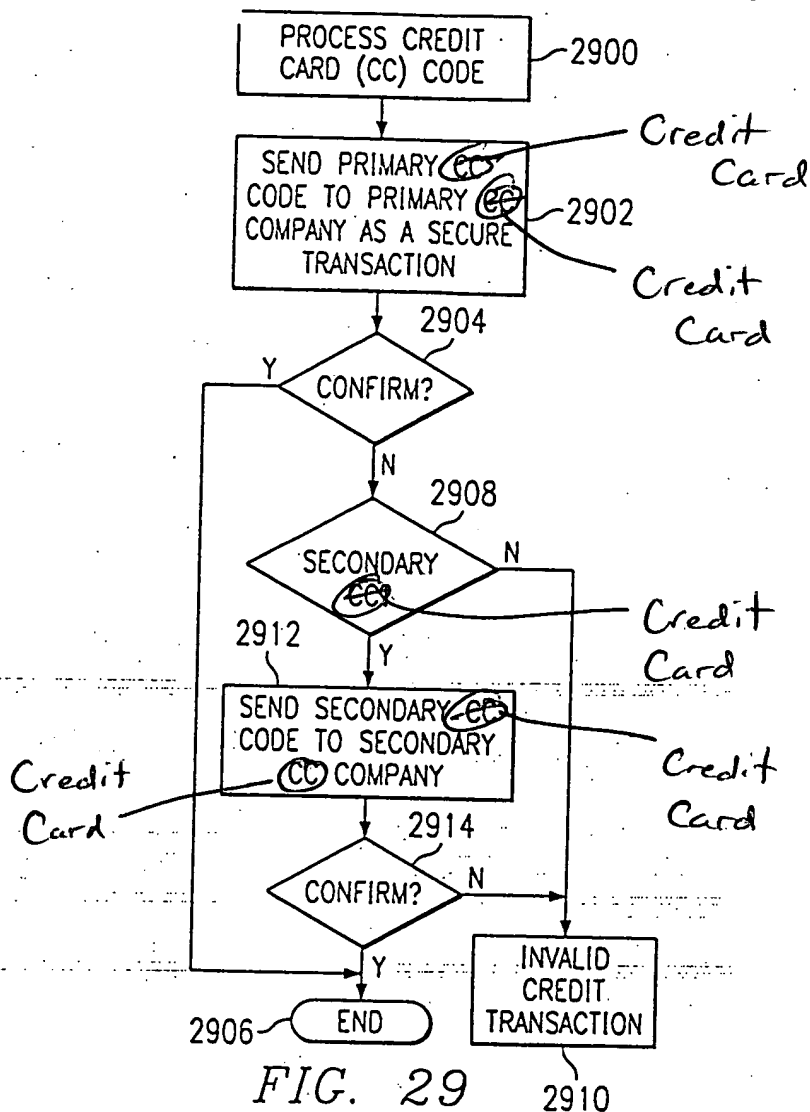 PROCESS CREDIT
CARD (CC) CODE
2900
SEND PRIMARY CC
CODE TO PRIMARY CC
COMPANY AS A SECURE
TRANSACTION
2902
Credit
Card
Credit
Card
2904
CONFIRM?
Y
N
2908
SECONDARY
CC?
N
Y
Credit
Card
2912
SEND SECONDARY CC
CODE TO SECONDARY
CC COMPANY
Credit
Card
Credit
Card
2914
CONFIRM?
N
Y
2906
END
INVALID
CREDIT
TRANSACTION
2910
FIG. 29